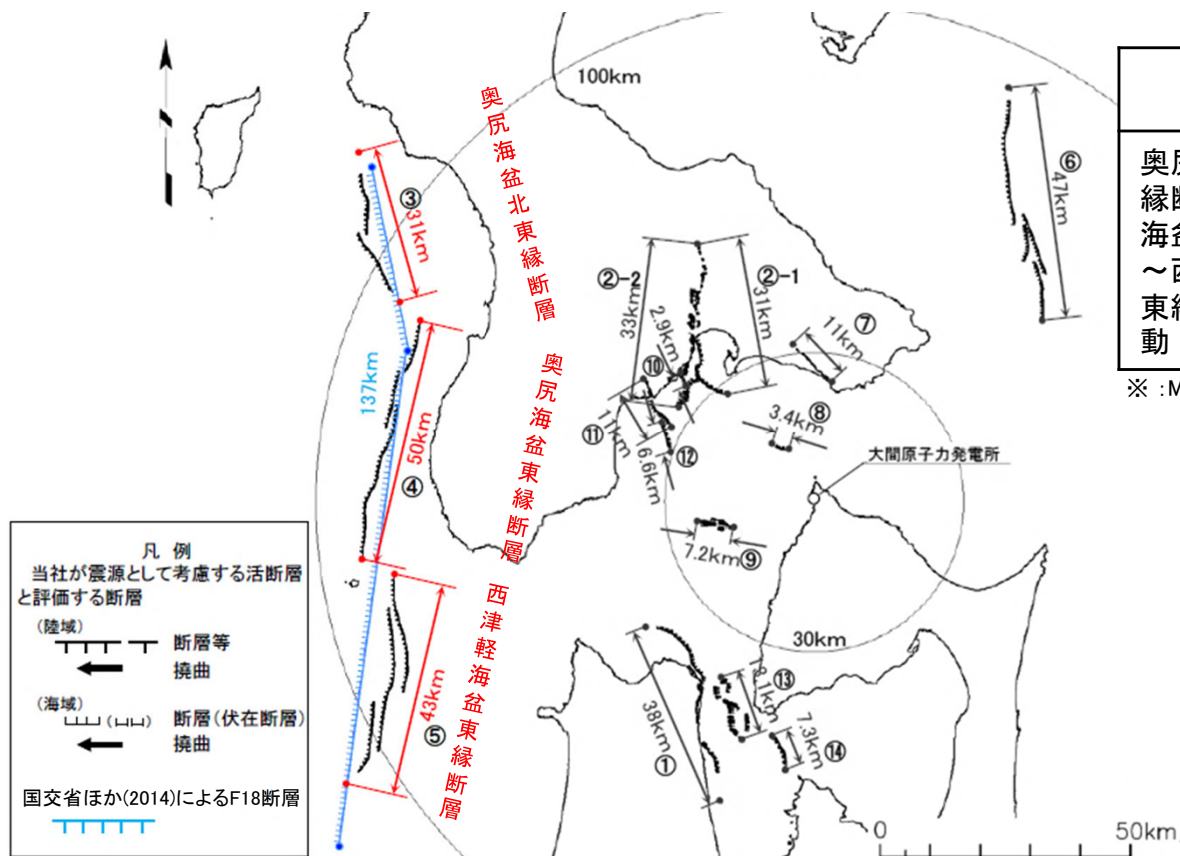 100km
奥尻海盆北東縁断層
③
31km
②-2
33km
②-1
31km
2.9km
⑥
47km
⑦
11km
奥尻海盆東縁断層
137km
50km
④
⑩
⑪
11km
16.6km
⑫
⑧
3.4km
大間原子力発電所
7.2km
⑨
30km
西津軽海盆東縁断層
43km
⑤
38km
①
⑬
⑭
7.3km
0
50km
奥尻
縁断
海盆
～西
東縁
動
※ :M
凡 例
当社が震源として考慮する活断層
と評価する断層
(陸域)
断層等
撓曲
(海域)
断層(伏在断層)
撓曲
国交省ほか(2014)によるF18断層